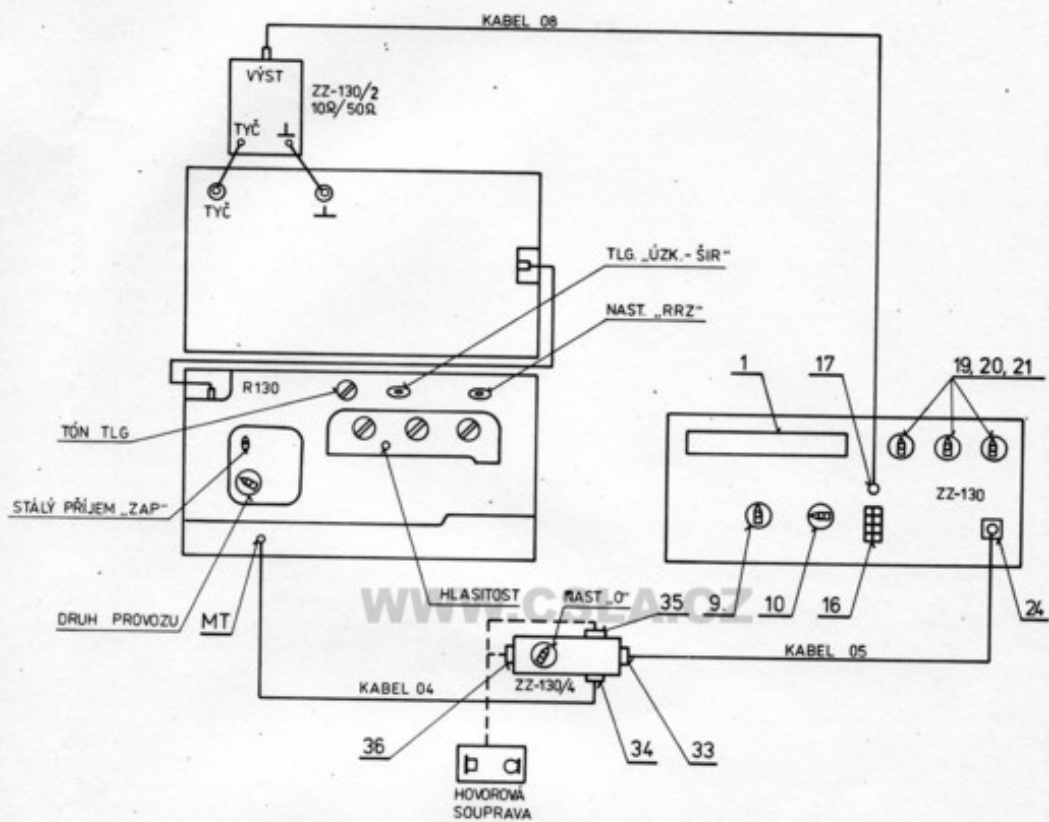 KABEL 08
VÝST
ZZ-130/2
10Ω/50Ω
TYČ
TYČ
TLG. „ÚZK.- ŠIR"
NAST. „RRZ"
R130
1
17
19, 20, 21
TÓN TLG
STÁLÝ PŘÍJEM „ZAP"
ZZ-130
DRUH PROVOZU
MT
HLASITOST
NAST. „O"
35
9
10
16
24
WWW.CSLA.CZ
KABEL 05
KABEL 04
ZZ-130/4
36
34
33
HOVOROVÁ
SOUPRAVA